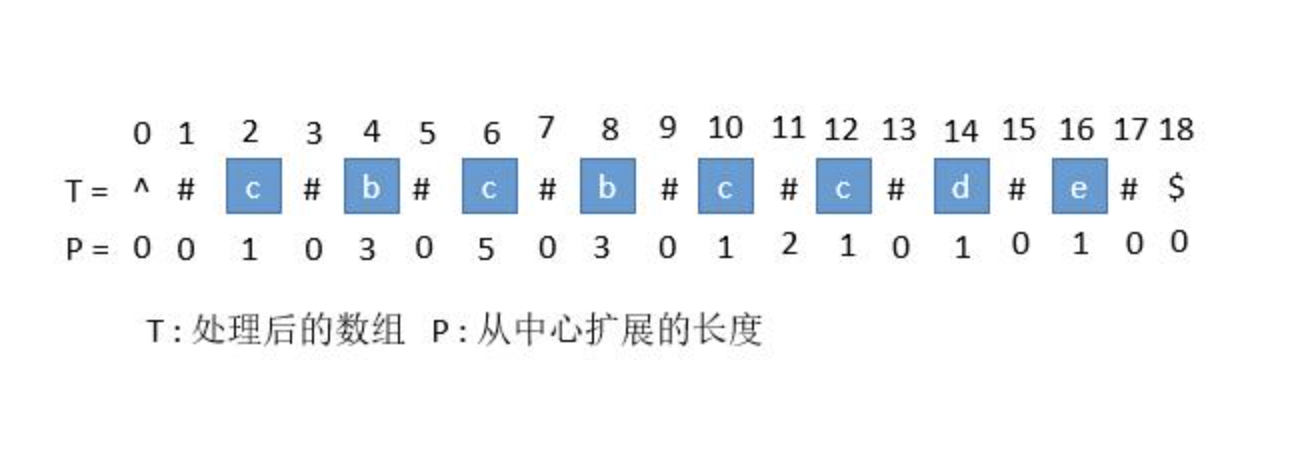 0 1 2 3 4 5 6 7 8 9 10 11 12 13 14 15 16 17 18
T = ^ # c # b # c # b # c # c # d # e # $
P = 0 0 1 0 3 0 5 0 3 0 1 2 1 0 1 0 1 0 0
T : 处理后的数组 P : 从中心扩展的长度